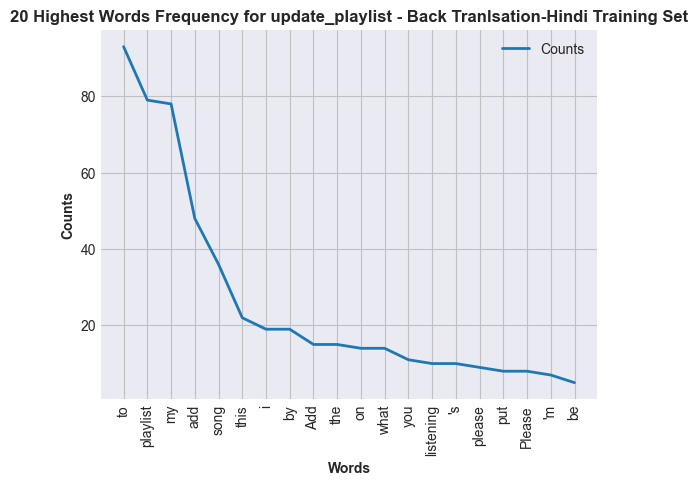 20 Highest Words Frequency for update_playlist - Back Tranlsation-Hindi Training Set
Counts
80
60
40
20
Counts
to
playlist
my
add
song
this
i
by
Add
the
on
what
you
listening
's
please
put
Please
'm
be
Words